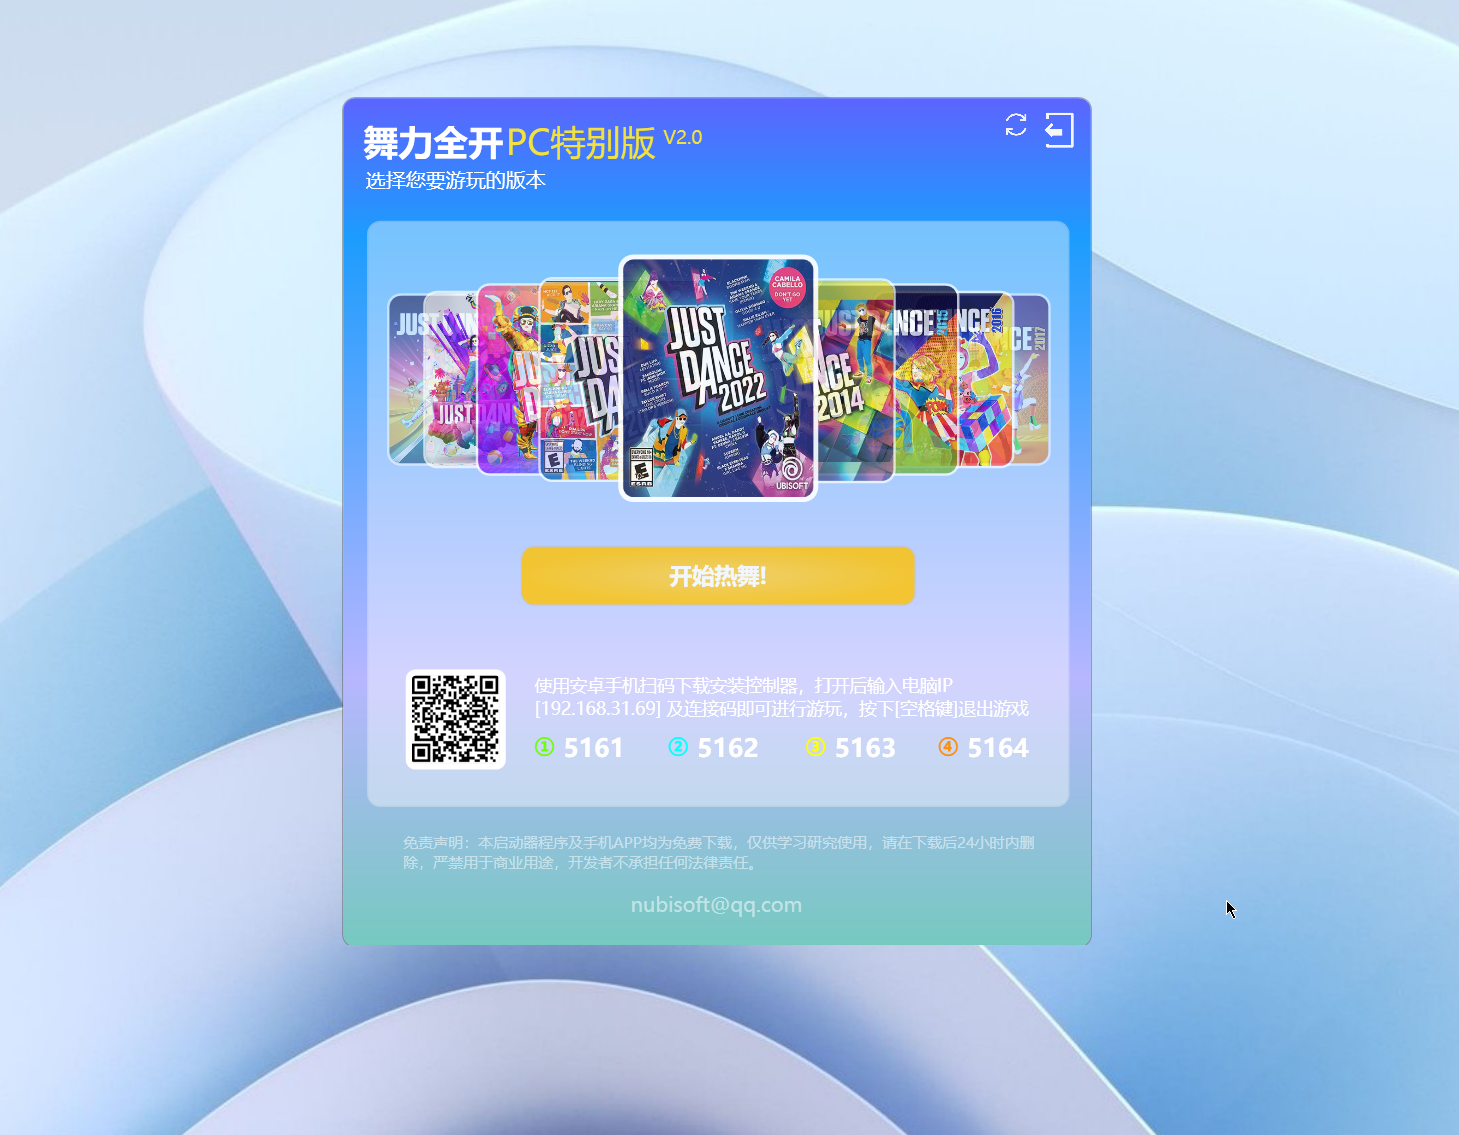 舞力全开PC特别版 V2.0
选择您要游玩的版本
JUST DANCE 2022
CAMILA CABELLO
DON'T GO YET
UBISOFT
JUST DAN
NCE 2014
NCE 2015
NCE 2016
CE 2017
开始热舞!
使用安卓手机扫码下载安装控制器，打开后输入电脑IP
[192.168.31.69] 及连接码即可进行游玩，按下[空格键]退出游戏
① 5161 ② 5162 ③ 5163 ④ 5164
免责声明：本启动器程序及手机APP均为免费下载，仅供学习研究使用，请在下载后24小时内删
除，严禁用于商业用途，开发者不承担任何法律责任。
nubisoft@qq.com